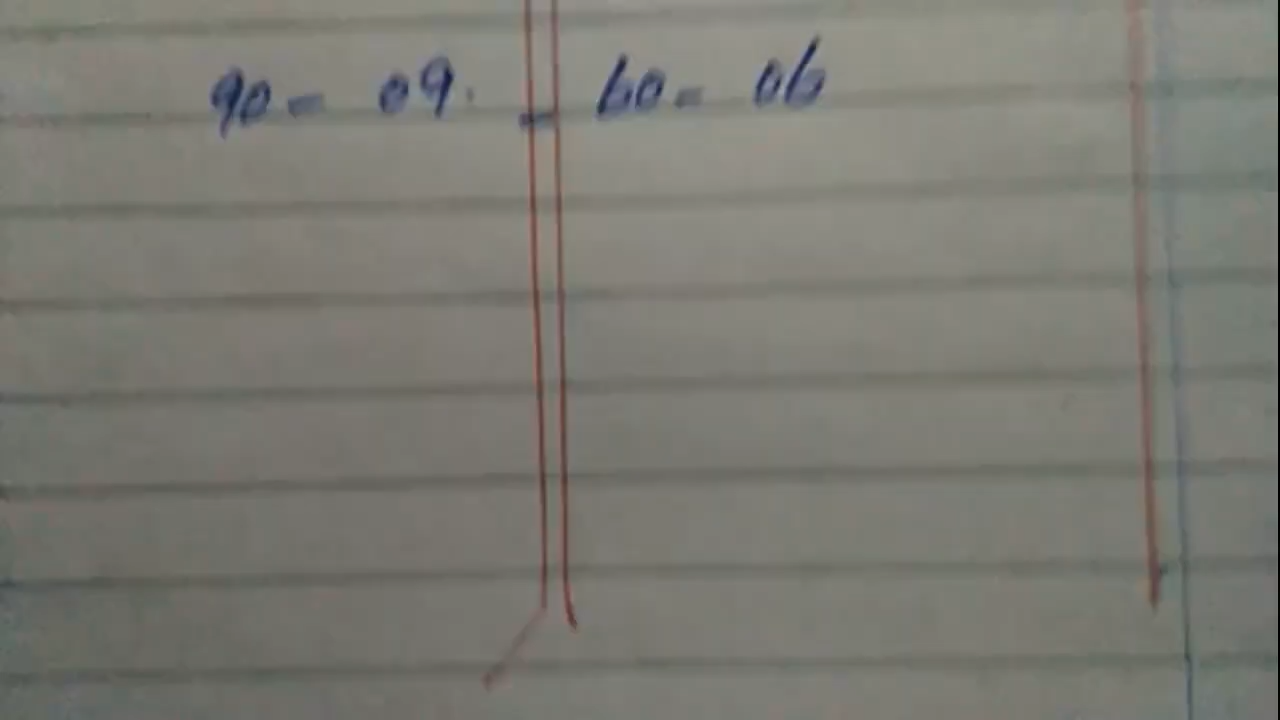 90 = 09. - 60 = 06